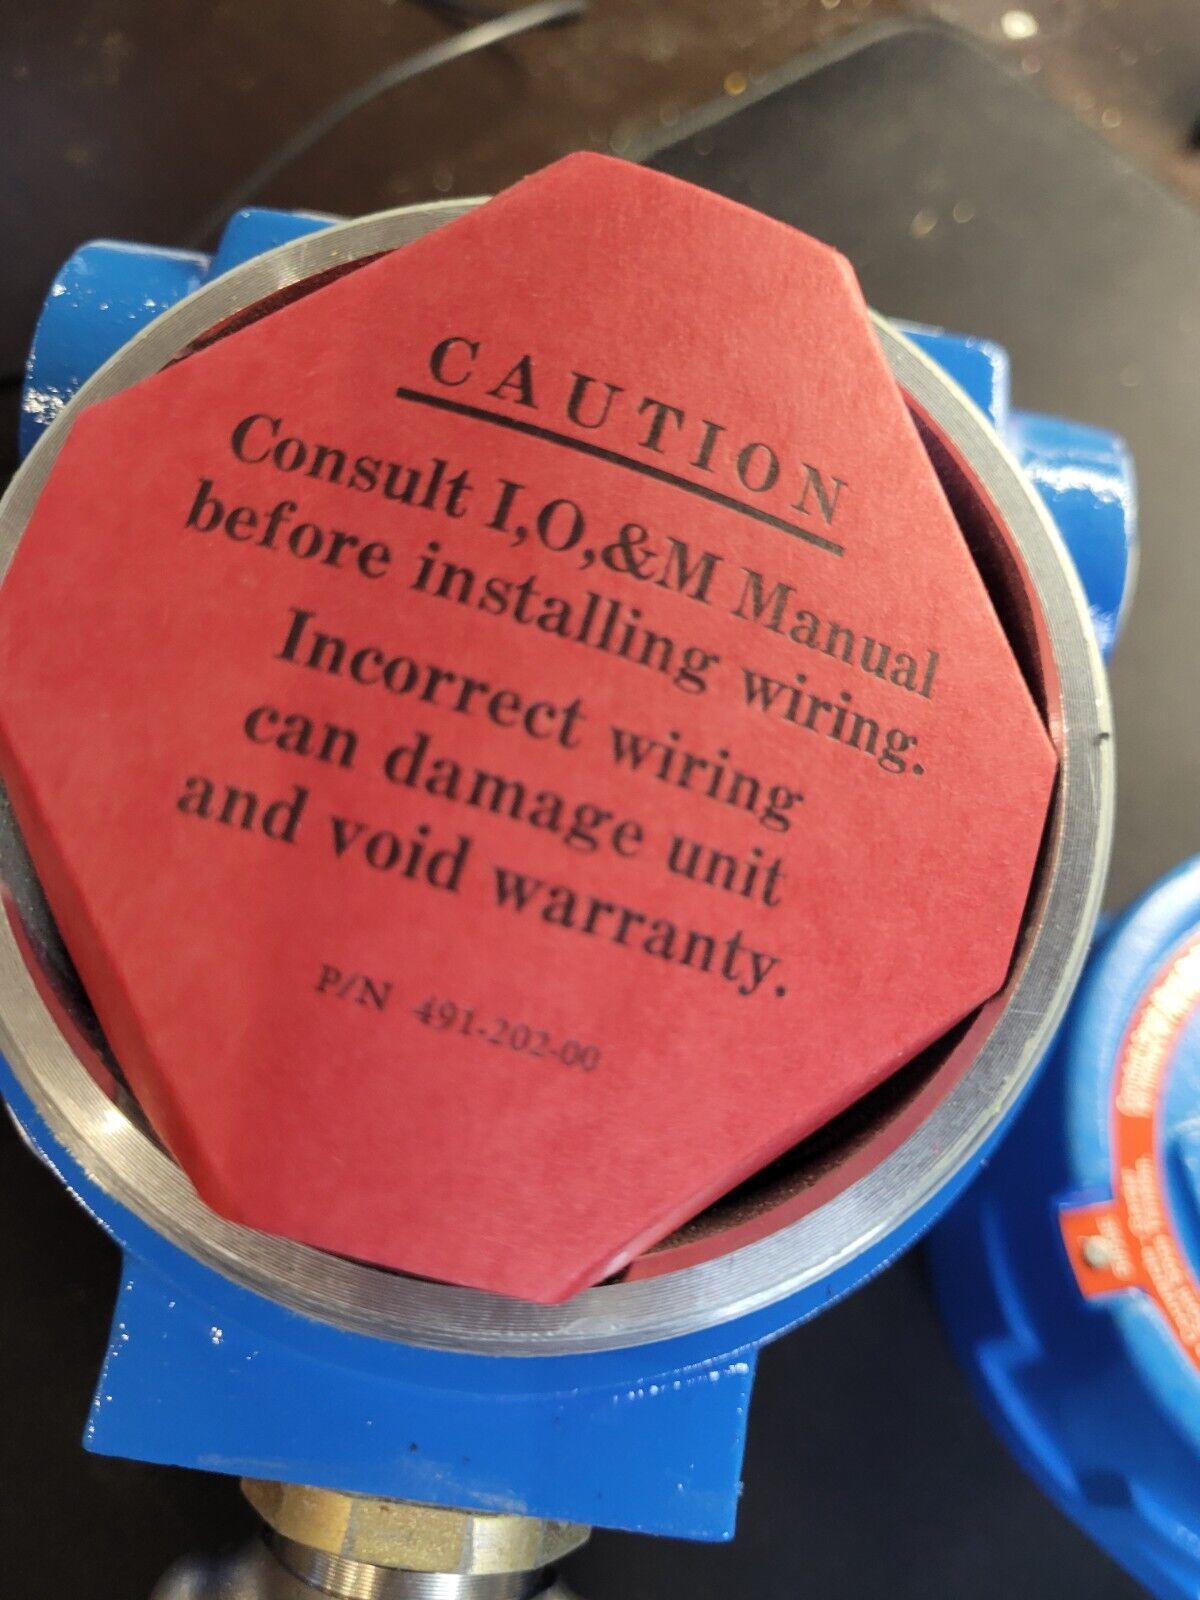 CAUTION
Consult I,O,&M Manual
before installing wiring.
Incorrect wiring
can damage unit
and void warranty.
P/N 491-202-00